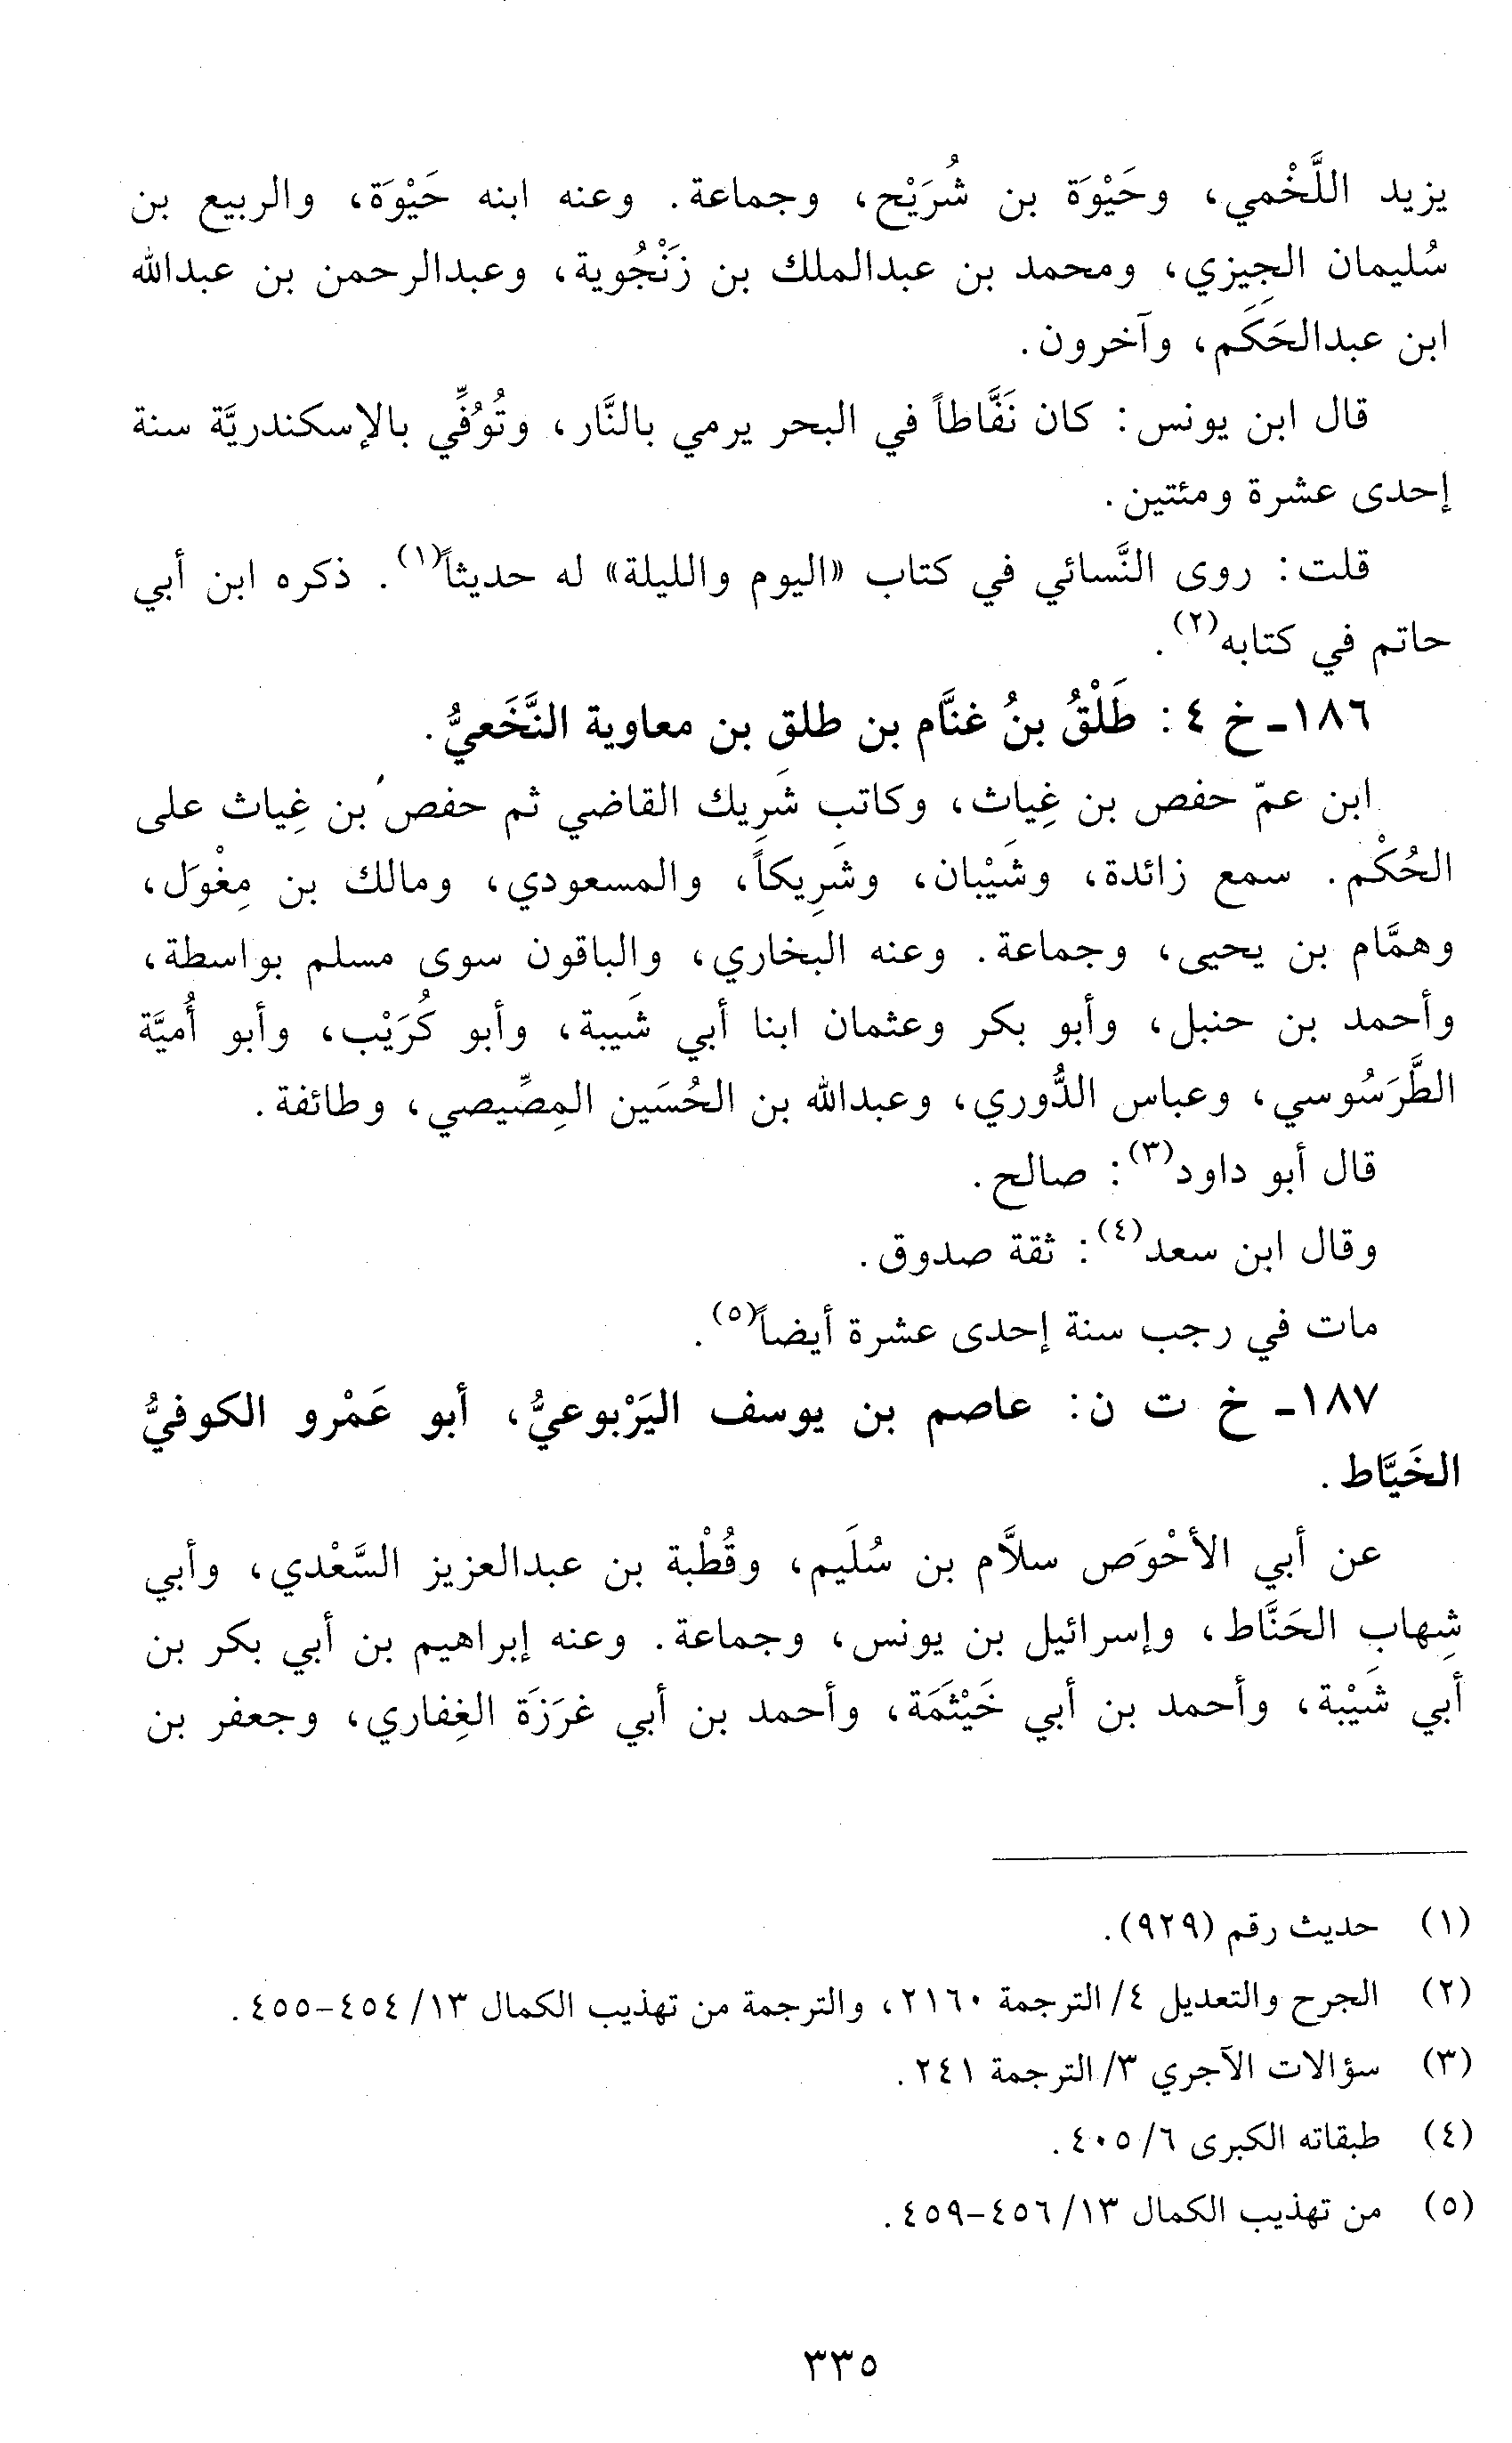 يزيد اللَّخْمي، وحَيْوَة بن شُرَيْح، وجماعة. وعنه ابنه حَيْوَة، والربيع بن
سُليمان الجِيزي، ومحمد بن عبدالملك بن زَنْجُوية، وعبدالرحمن بن عبدالله
ابن عبدالحَكَم، وآخرون.
قال ابن يونس: كان نَفَّاطاً في البحر يرمي بالنَّار، وتُوُفِّي بالإسكندريَّة سنة
إحدى عشرة ومئتين.
قلت: روى النَّسائي في كتاب «اليوم والليلة» له حديثاً(١). ذكره ابن أبي
حاتم في كتابه(٢).
١٨٦- خ ٤: طَلْقُ بنُ غنَّام بن طلق بن معاوية النَّخَعيُّ.
ابن عمّ حفص بن غِياث، وكاتب شَرِيك القاضي ثم حفص بن غِياث على
الحُكْم. سمع زائدة، وشَيْبان، وشَرِيكاً، والمسعودي، ومالك بن مِغْوَل،
وهمَّام بن يحيى، وجماعة. وعنه البخاري، والباقون سوى مسلم بواسطة،
وأحمد بن حنبل، وأبو بكر وعثمان ابنا أبي شَيبة، وأبو كُرَيْب، وأبو أُميَّة
الطَّرَسُوسي، وعباس الدُّوري، وعبدالله بن الحُسَين المِصِّيصي، وطائفة.
قال أبو داود(٣): صالح.
وقال ابن سعد(٤): ثقة صدوق.
مات في رجب سنة إحدى عشرة أيضاً(٥).
١٨٧- خ ت ن: عاصم بن يوسف اليَرْبوعيُّ، أبو عَمْرو الكوفيُّ
الخَيَّاط.
عن أبي الأحْوَص سلاَّم بن سُلَيم، وقُطْبة بن عبدالعزيز السَّعْدي، وأبي
شِهاب الحَنَّاط، وإسرائيل بن يونس، وجماعة. وعنه إبراهيم بن أبي بكر بن
أبي شَيْبة، وأحمد بن أبي خَيْثَمَة، وأحمد بن أبي غرَزَة الغِفاري، وجعفر بن
(١) حديث رقم (٩٢٩).
(٢) الجرح والتعديل ٤/ الترجمة ٢١٦٠، والترجمة من تهذيب الكمال ١٣/ ٤٥٤-٤٥٥.
(٣) سؤالات الآجري ٣/ الترجمة ٢٤١.
(٤) طبقاته الكبرى ٦/ ٤٠٥.
(٥) من تهذيب الكمال ١٣/ ٤٥٦-٤٥٩.
٣٣٥